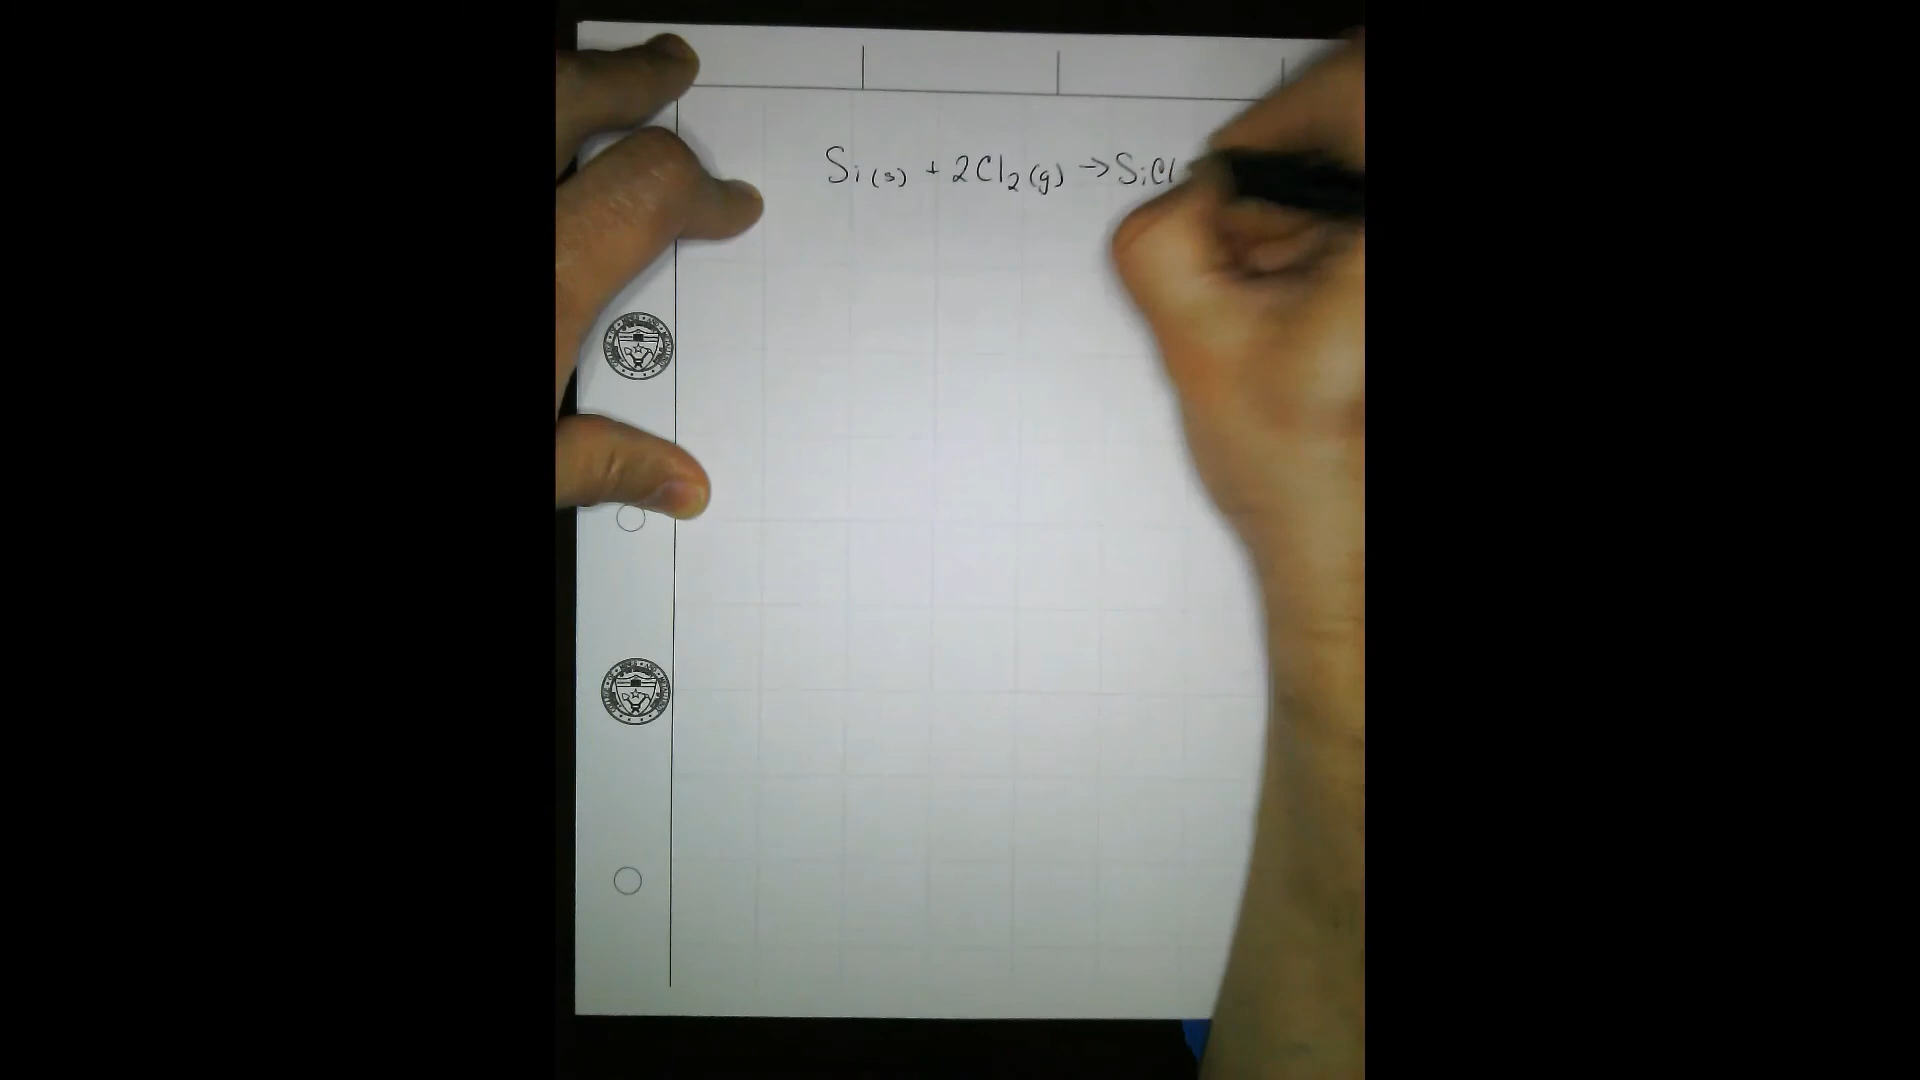 Si(s) + 2Cl₂(g) → SiCl